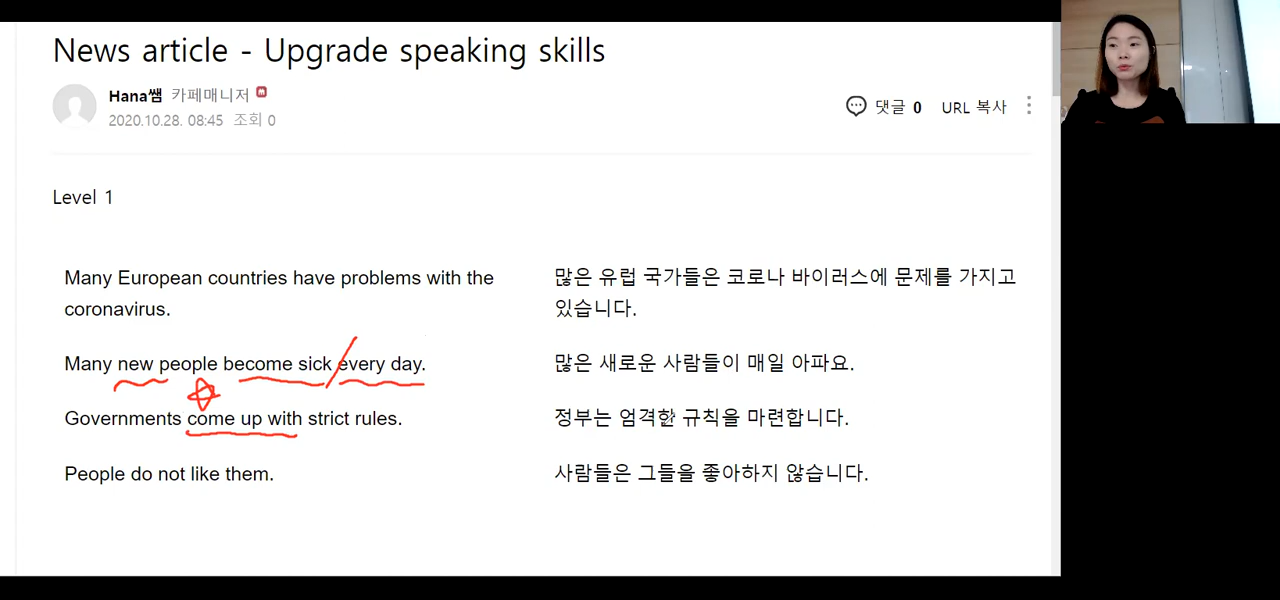 News article - Upgrade speaking skills
Hana쌤 카페매니저
2020.10.28. 08:45 조회 0
댓글 0 URL 복사
Level 1
Many European countries have problems with the
coronavirus.
많은 유럽 국가들은 코로나 바이러스에 문제를 가지고
있습니다.
Many new people become sick every day.
많은 새로운 사람들이 매일 아파요.
Governments come up with strict rules.
정부는 엄격한 규칙을 마련합니다.
People do not like them.
사람들은 그들을 좋아하지 않습니다.